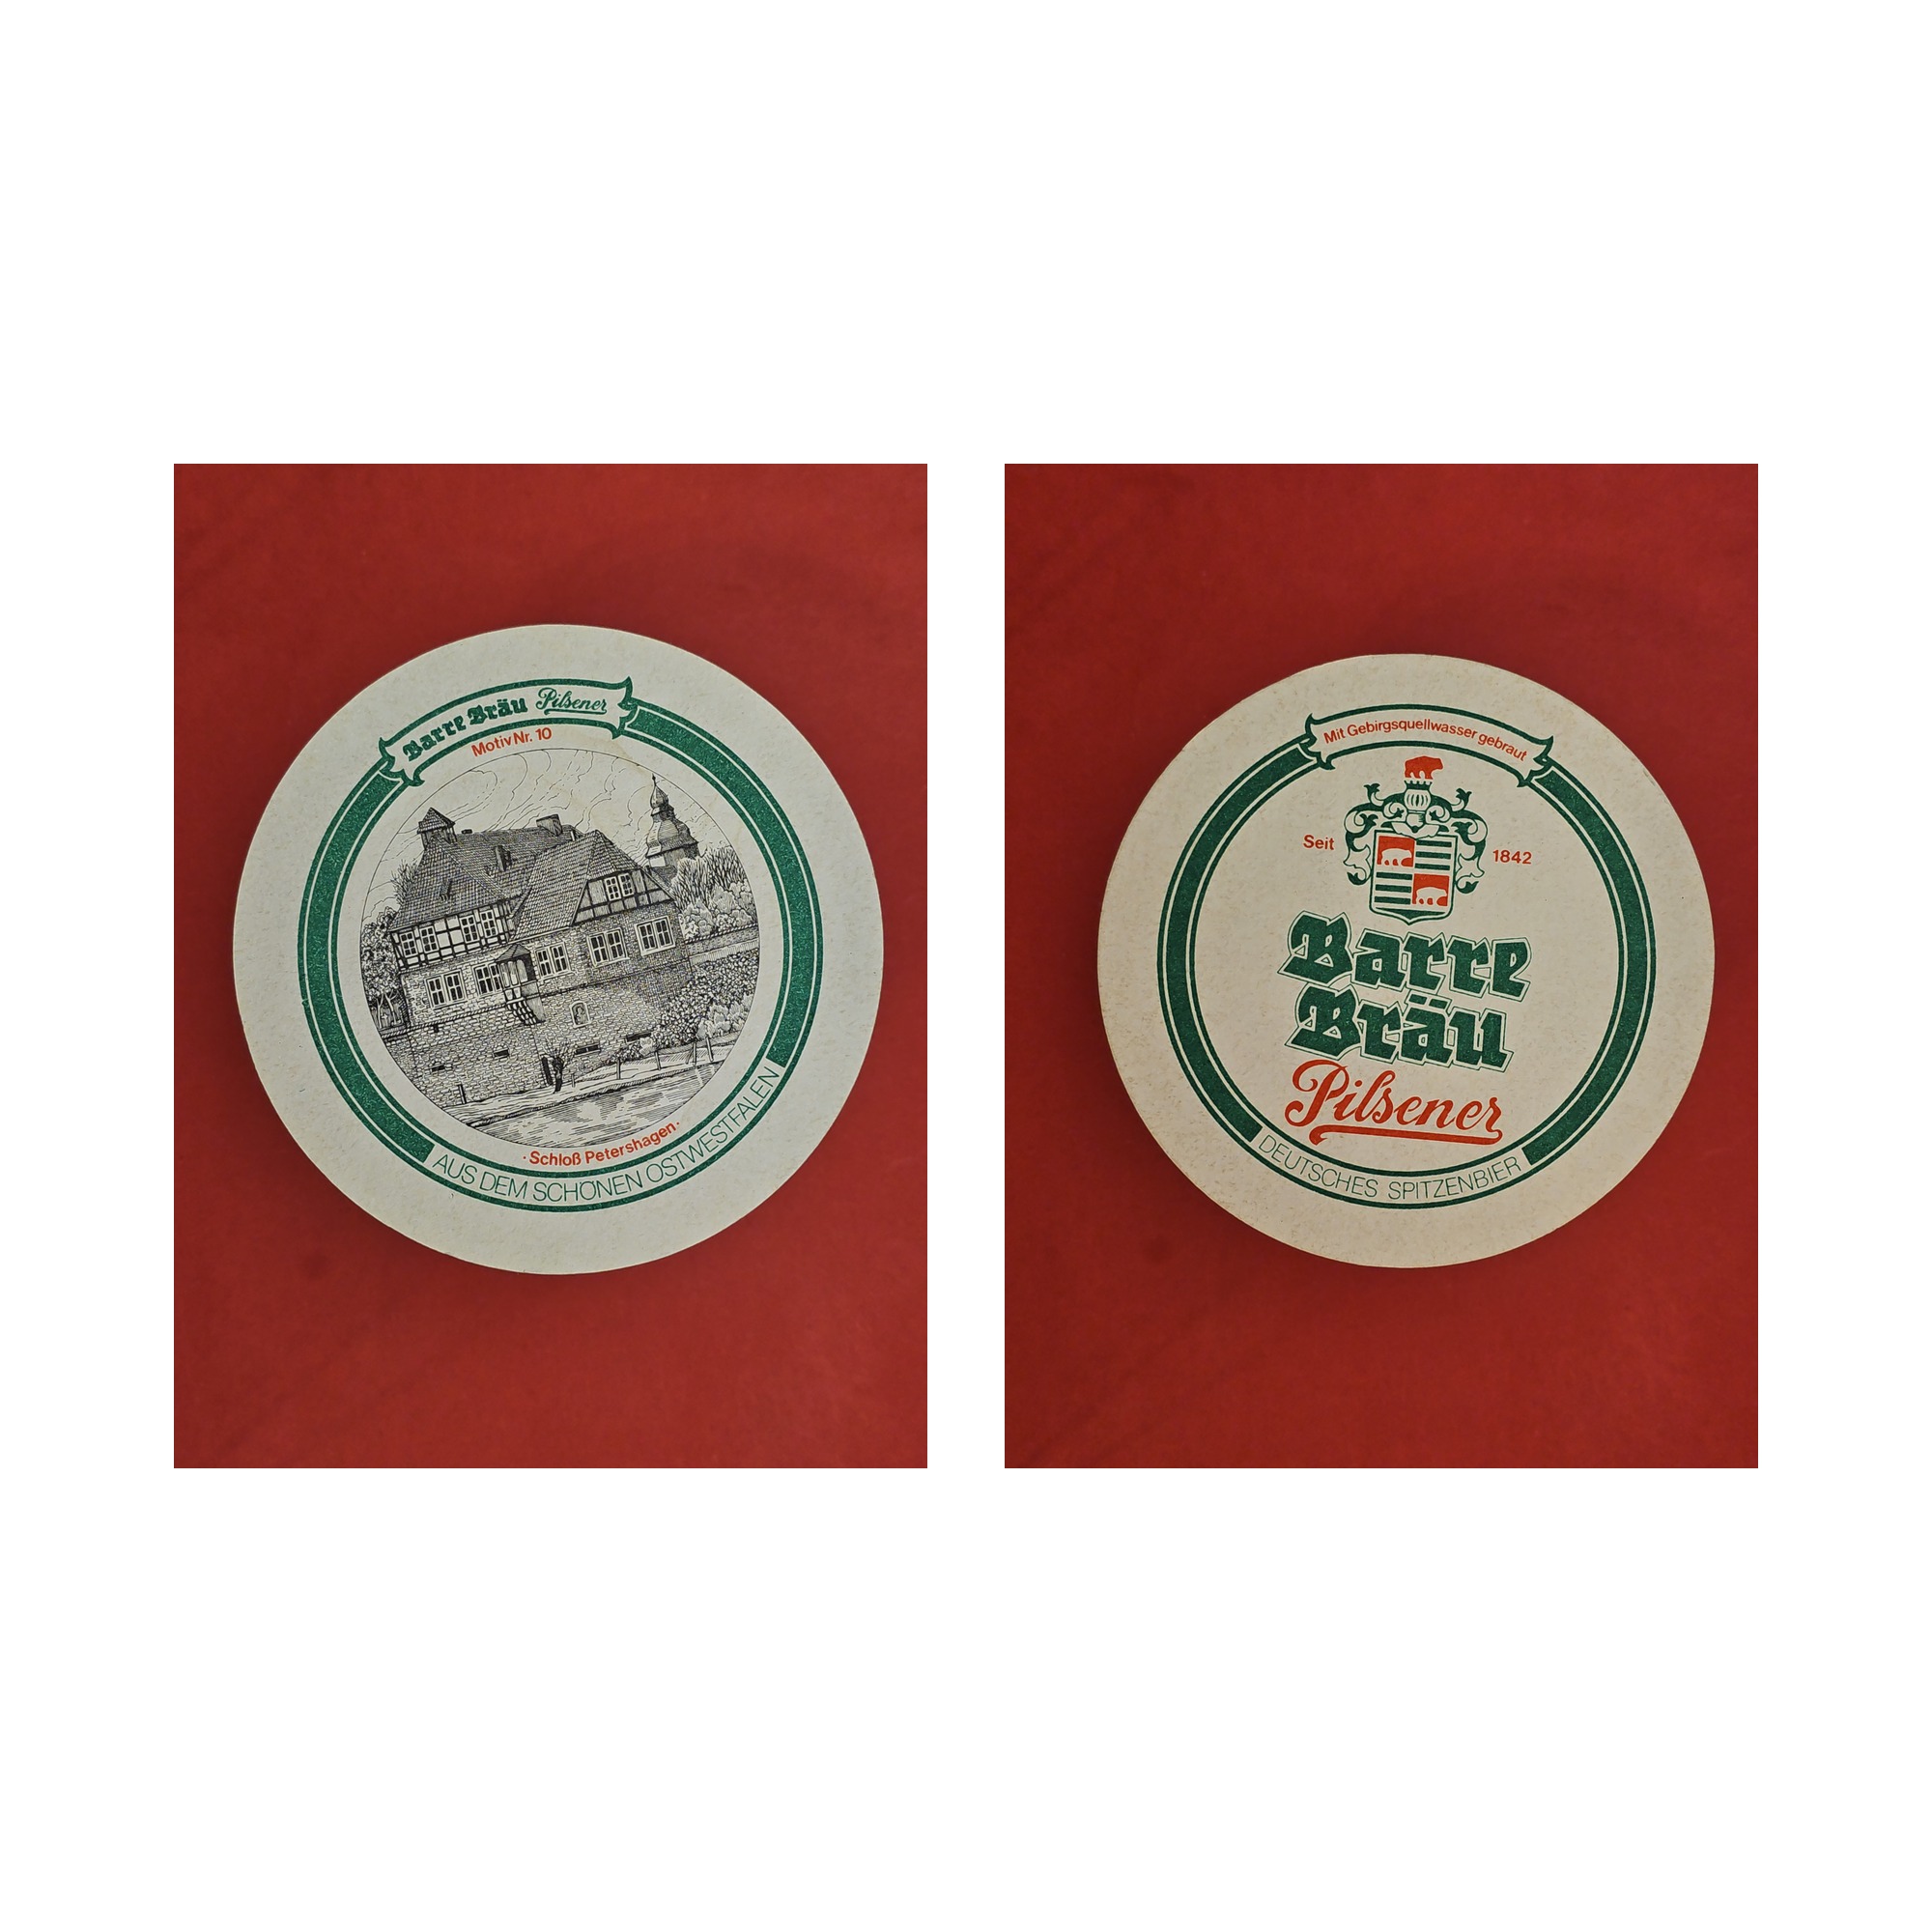 Barre Bräu Pilsener
Motiv Nr. 10
· Schloß Petershagen ·
AUS DEM SCHÖNEN OSTWESTFALEN
Mit Gebirgsquellwasser gebraut
Seit 1842
Barre
Bräu
Pilsener
DEUTSCHES SPITZENBIER